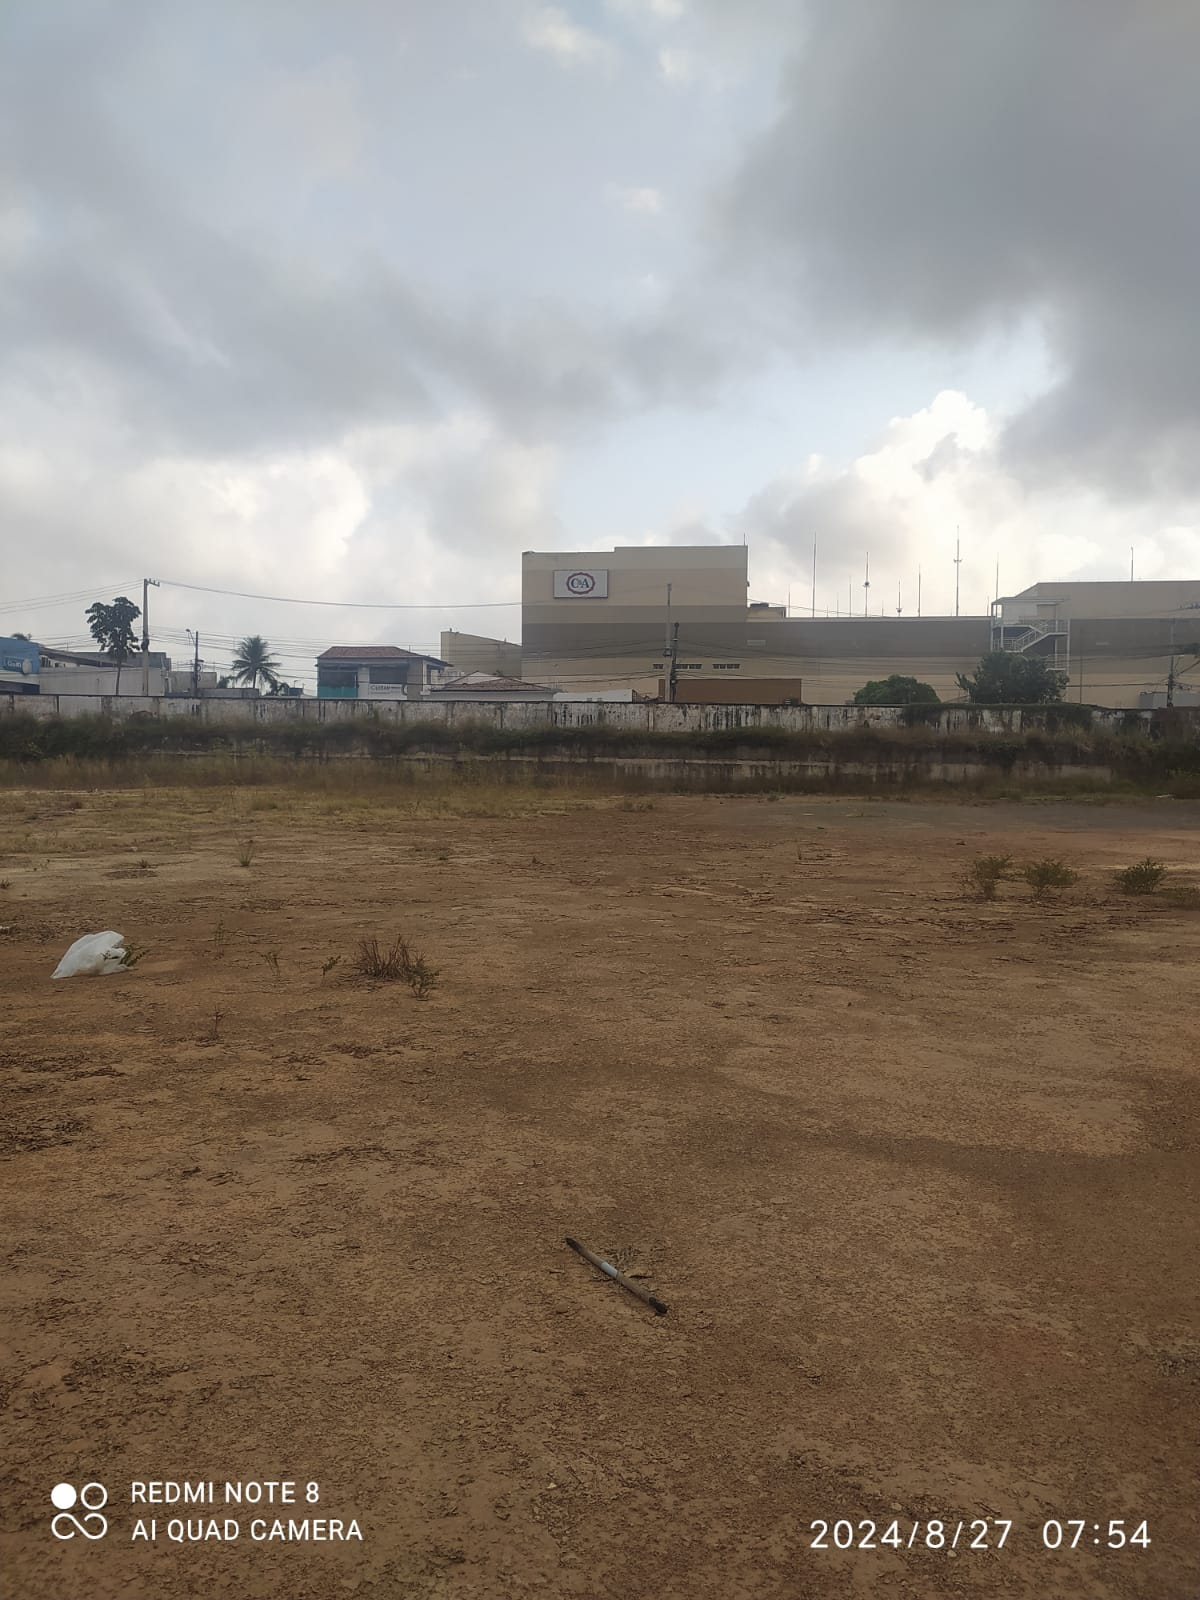 C&A
REDMI NOTE 8
AI QUAD CAMERA
2024/8/27 07:54